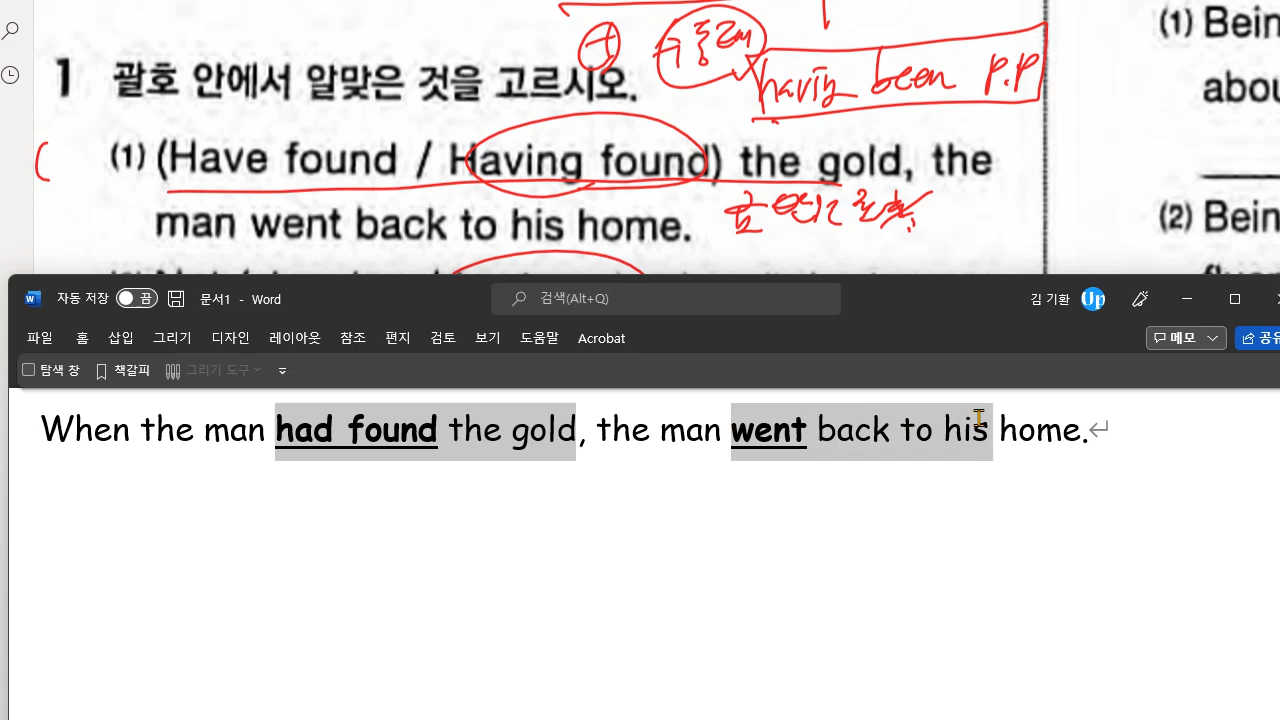 (1) Bein
having been p.p
abou
1 괄호 안에서 알맞은 것을 고르시오.
(1) (Have found / Having found) the gold, the
man went back to his home.
(2) Bein
자동 저장 끔 문서1 - Word 검색(Alt+Q) 김 기환 Up
파일 홈 삽입 그리기 디자인 레이아웃 참조 편지 검토 보기 도움말 Acrobat 메모 공유
탐색 창 책갈피 그리기 도구
When the man had found the gold, the man went back to his home.